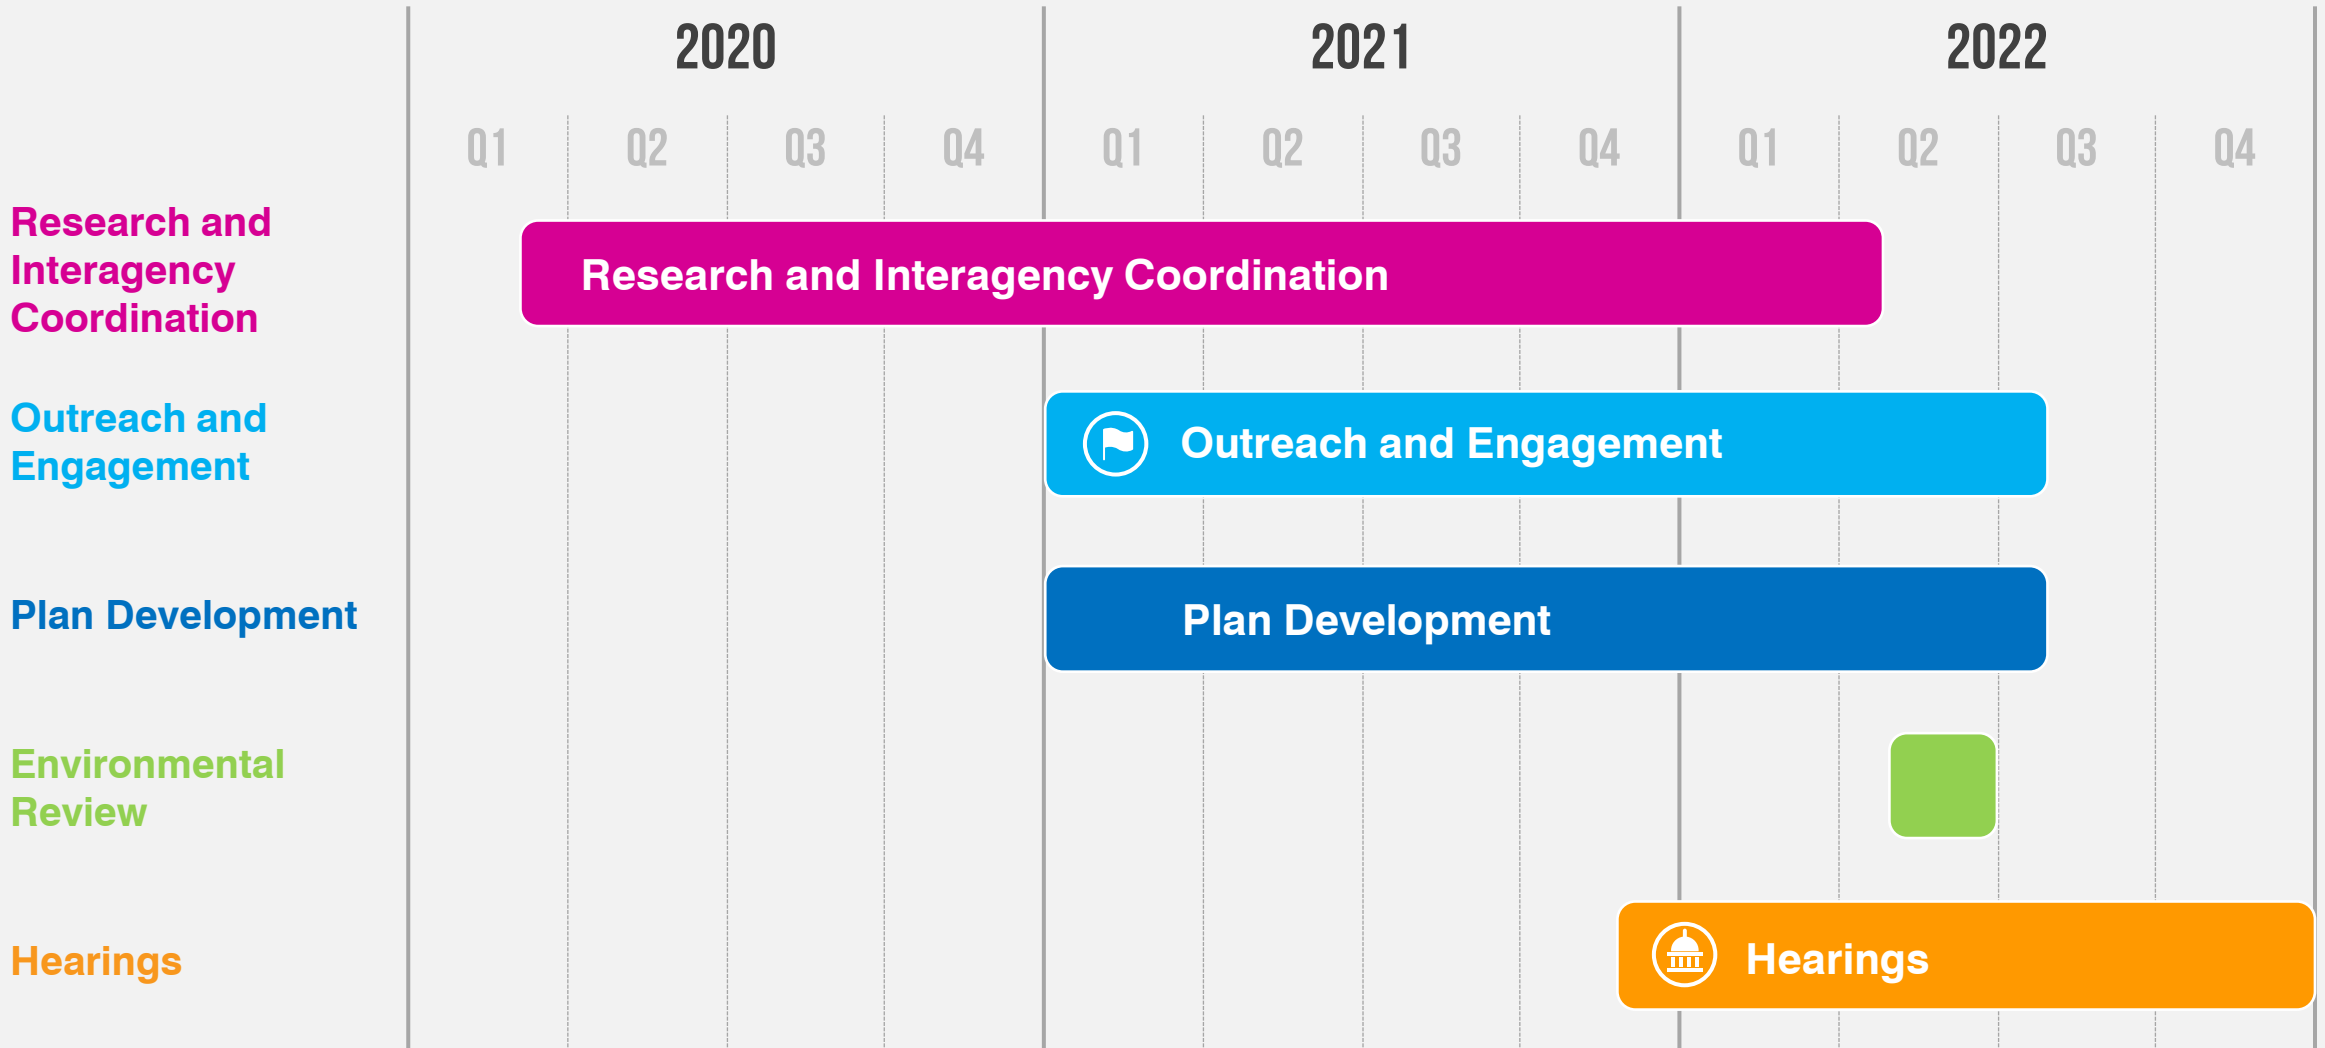 2020 2021 2022
Q1 Q2 Q3 Q4 Q1 Q2 Q3 Q4 Q1 Q2 Q3 Q4
Research and
Interagency
Coordination
Research and Interagency Coordination
Outreach and
Engagement
Outreach and Engagement
Plan Development
Plan Development
Environmental
Review
Hearings
Hearings